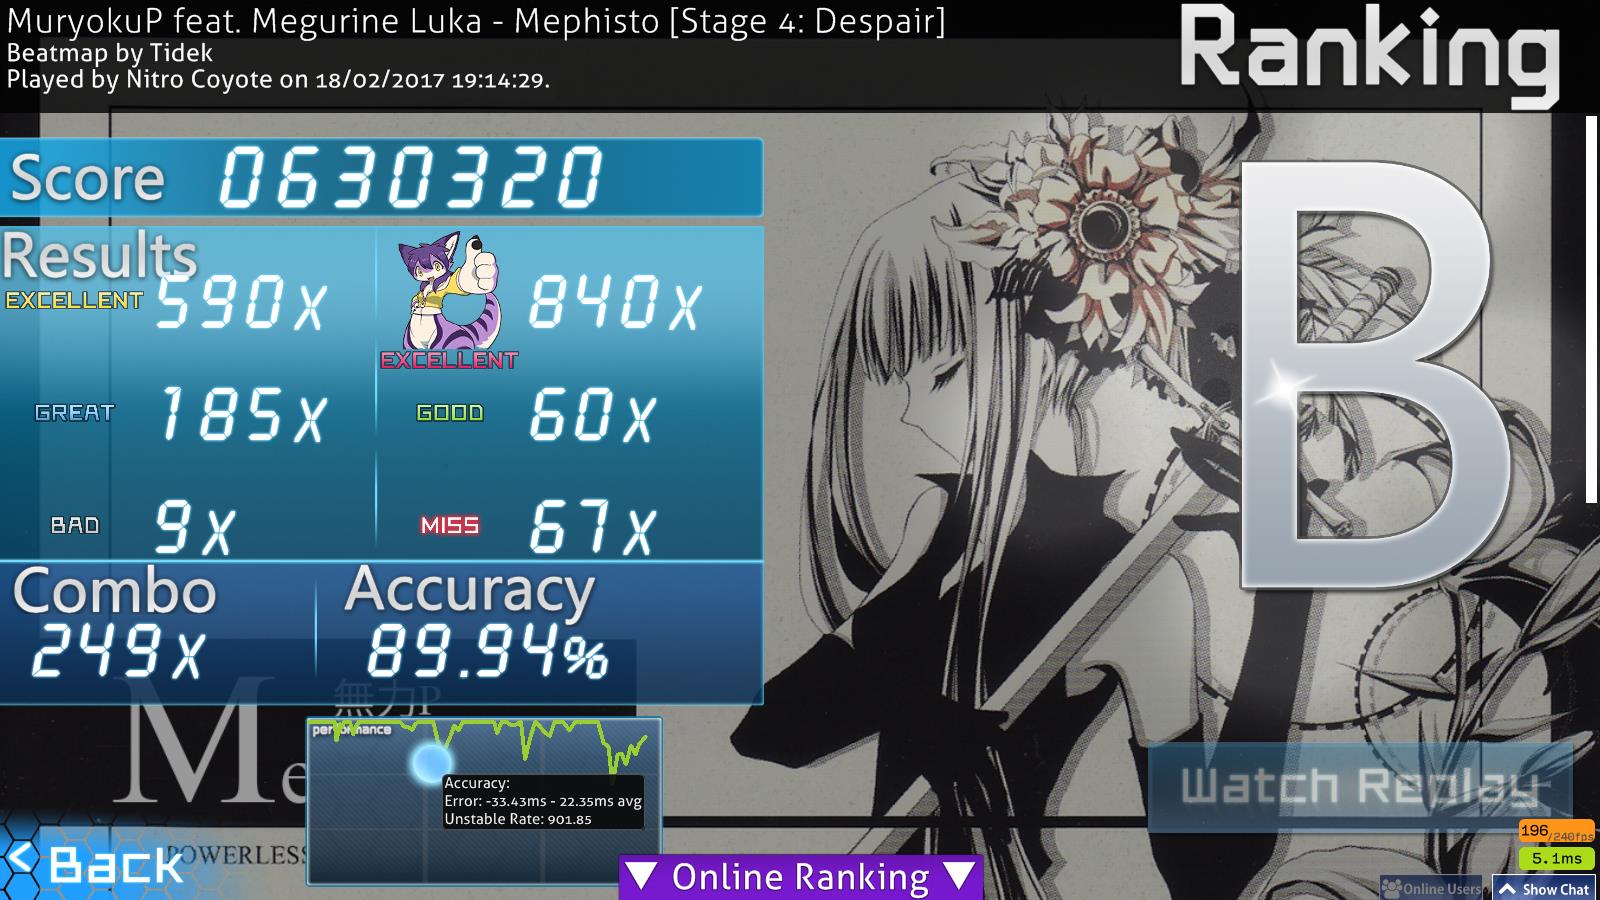 MuryokuP feat. Megurine Luka - Mephisto [Stage 4: Despair]
Beatmap by Tidek
Played by Nitro Coyote on 18/02/2017 19:14:29.
Ranking
Score 0630320
Results
EXCELLENT 590x
EXCELLENT 840x
GREAT 185x
GOOD 60x
BAD 9x
MISS 67x
Combo
249x
Accuracy
89.94%
B
無力P
Me
POWERLESS
performance
Accuracy:
Error: -33.43ms - 22.35ms avg
Unstable Rate: 901.85
Watch Replay
196/240fps
5.1ms
Back
Online Ranking
Online Users
Show Chat